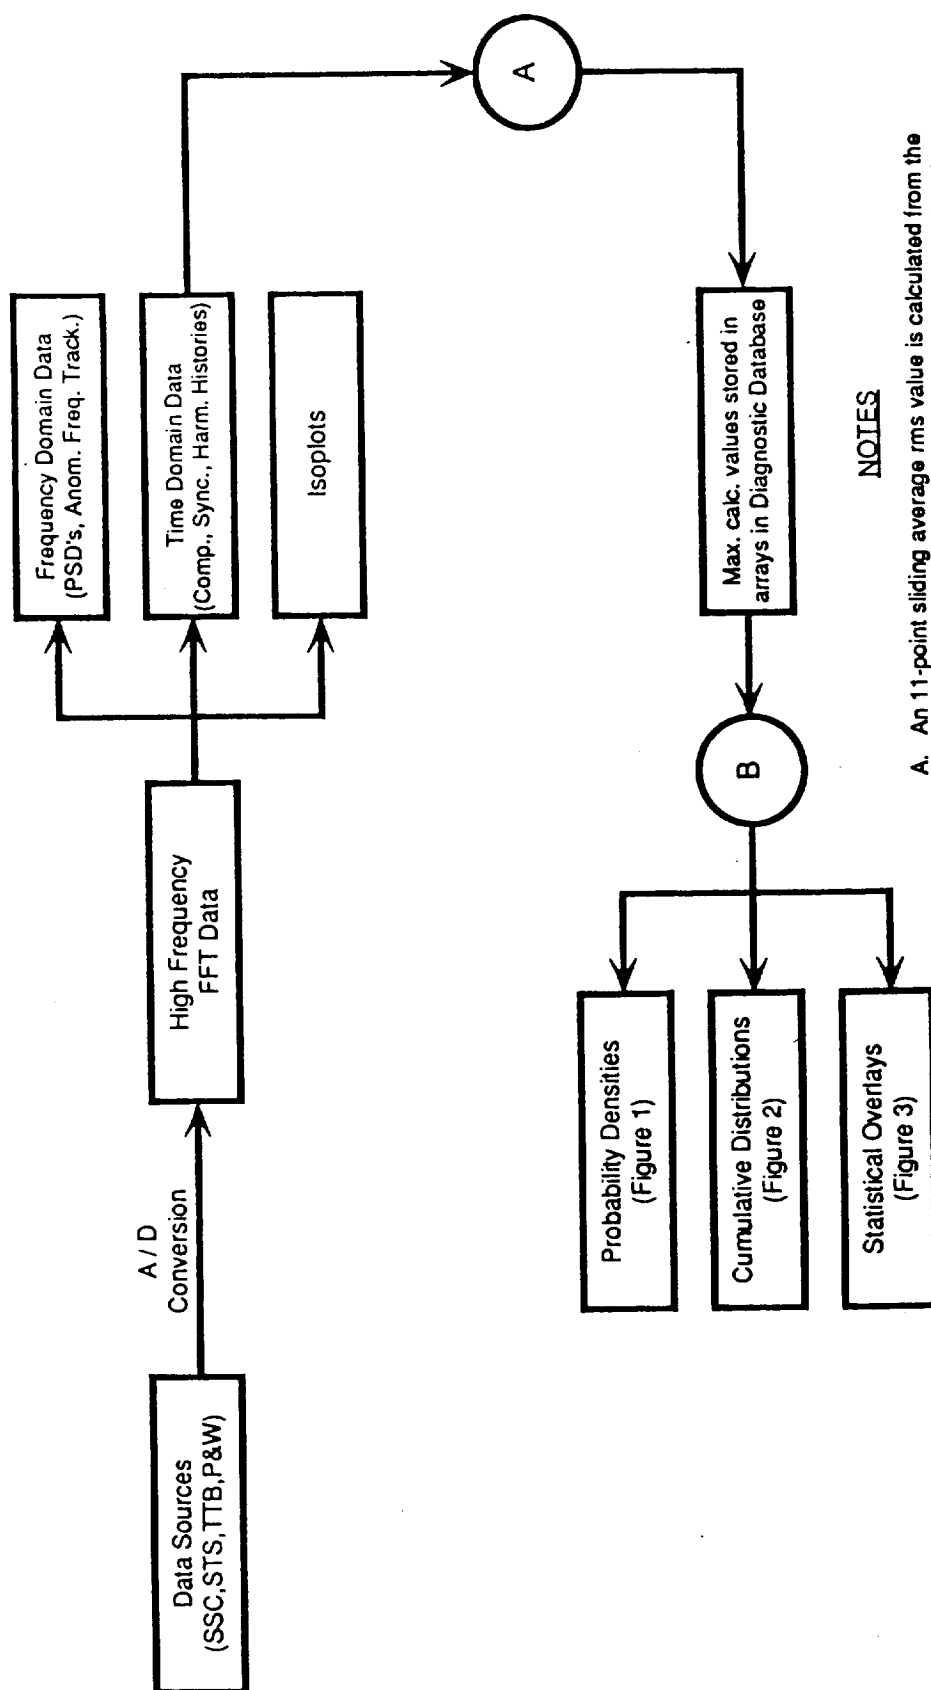 Data Sources
(SSC,STS,TTB,P&W)
A / D
Conversion
High Frequency
FFT Data
Frequency Domain Data
(PSD's, Anom. Freq. Track.)
Time Domain Data
(Comp., Sync., Harm. Histories)
Isoplots
A
Max. calc. values stored in
arrays in Diagnostic Database
B
Probability Densities
(Figure 1)
Cumulative Distributions
(Figure 2)
Statistical Overlays
(Figure 3)
NOTES
A. An 11-point sliding average rms value is calculated from the